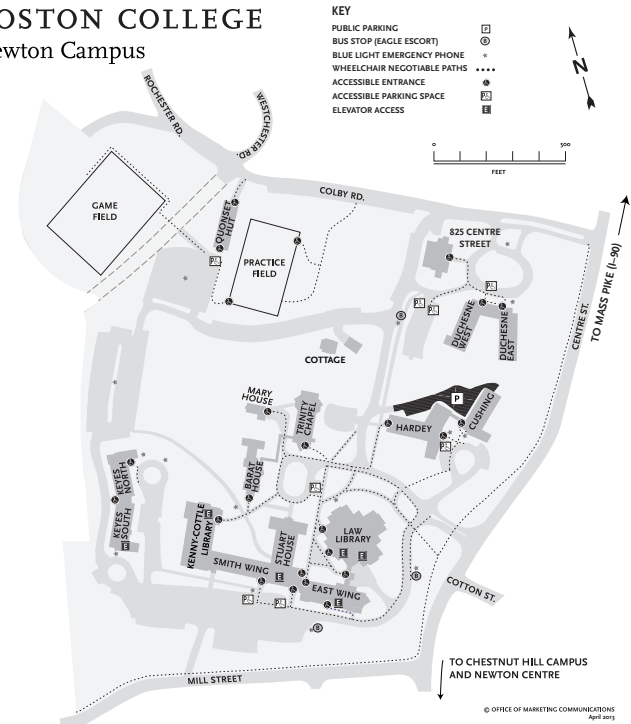 OSTON COLLEGE
ewton Campus
KEY
PUBLIC PARKING P
BUS STOP (EAGLE ESCORT) B
BLUE LIGHT EMERGENCY PHONE
WHEELCHAIR NEGOTIABLE PATHS
ACCESSIBLE ENTRANCE
ACCESSIBLE PARKING SPACE P
ELEVATOR ACCESS E
N
0 500
FEET
ROCHESTER RD.
WESTCHESTER RD.
COLBY RD.
GAME
FIELD
QUONSET
HUT
PRACTICE
FIELD
825 CENTRE
STREET
TO MASS PIKE (I-90)
CENTRE ST.
DUCHESNE
WEST
DUCHESNE
EAST
COTTAGE
MARY
HOUSE
TRINITY
CHAPEL
P
HARDEY
CUSHING
BARAT
HOUSE
KEYES
NORTH
KEYES
SOUTH
KENNY-COTTLE
LIBRARY
STUART
HOUSE
LAW
LIBRARY
SMITH WING
EAST WING
COTTON ST.
MILL STREET
TO CHESTNUT HILL CAMPUS
AND NEWTON CENTRE
© OFFICE OF MARKETING COMMUNICATIONS
April 2013